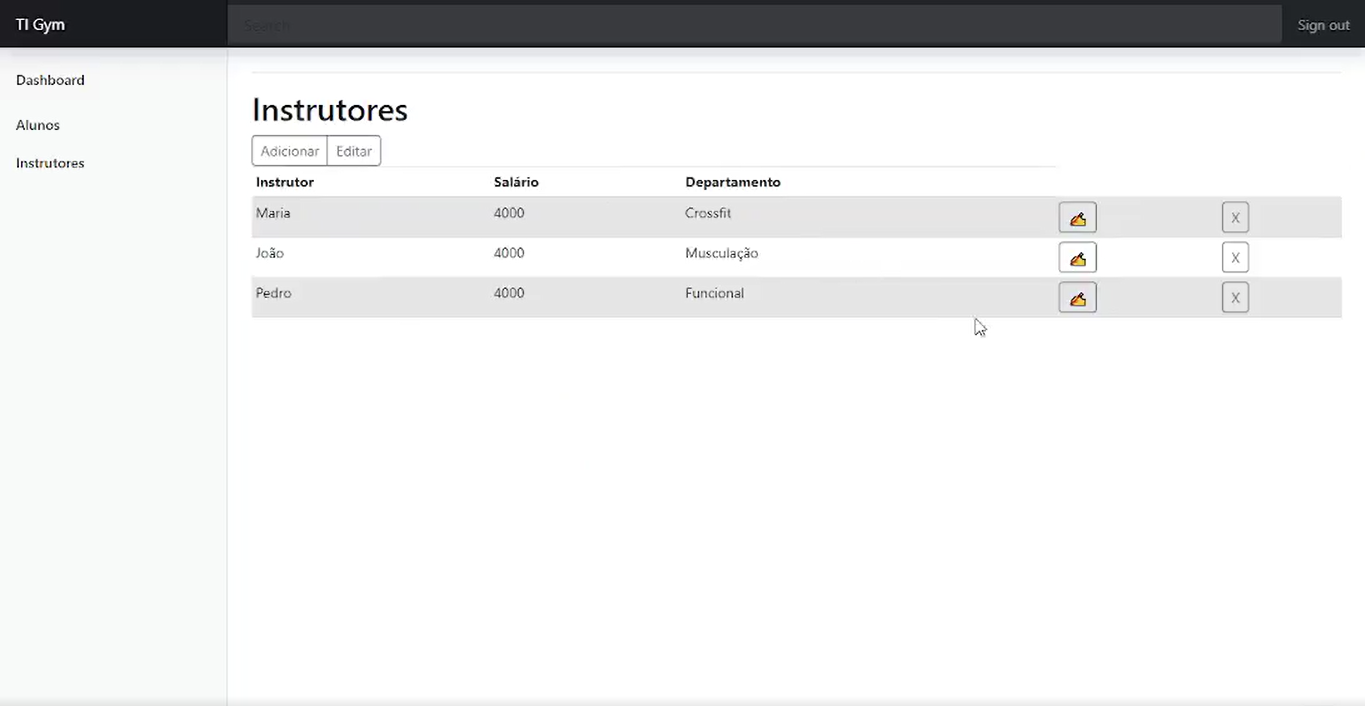 TI Gym Search Sign out
Dashboard
Alunos
Instrutores
Instrutores
Adicionar Editar
Instrutor Salário Departamento
Maria 4000 Crossfit X
João 4000 Musculação X
Pedro 4000 Funcional X